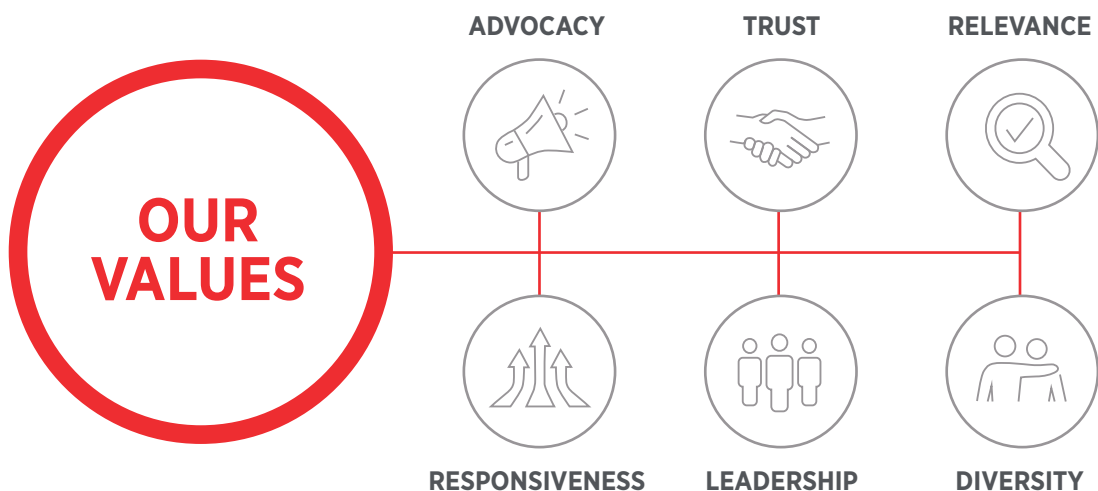 ADVOCACY
TRUST
RELEVANCE
OUR
VALUES
RESPONSIVENESS
LEADERSHIP
DIVERSITY